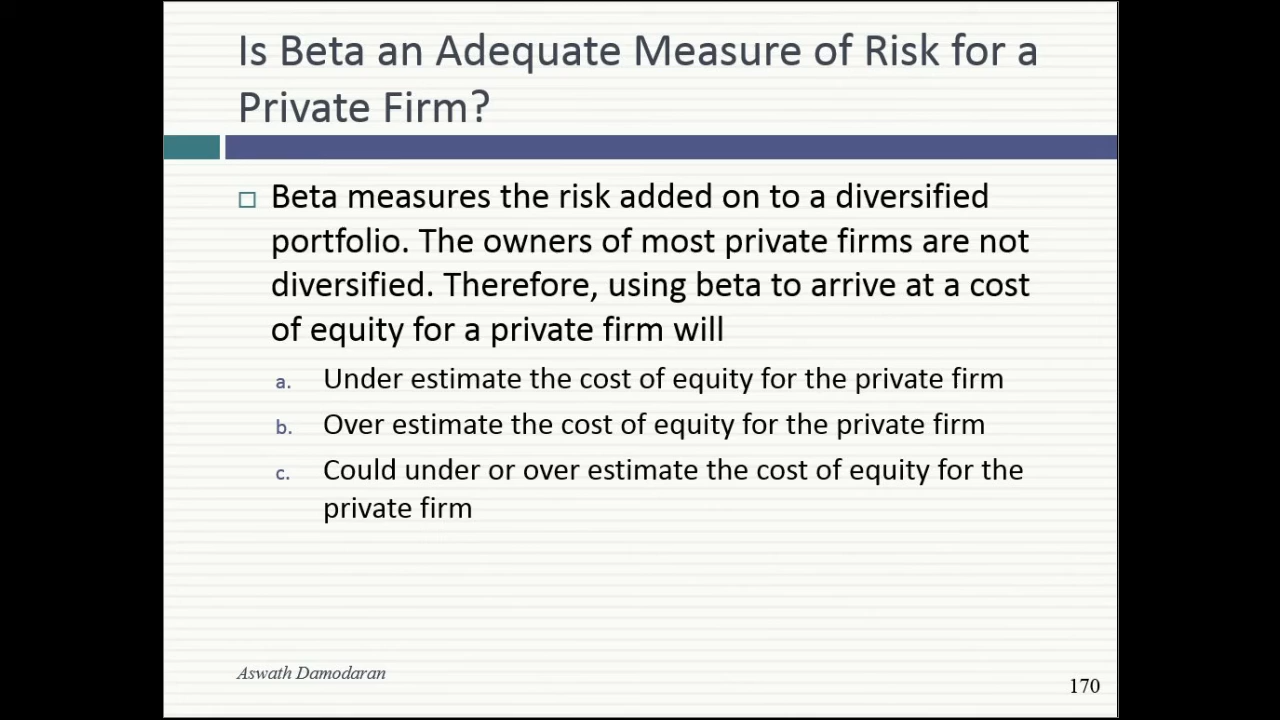 Is Beta an Adequate Measure of Risk for a
Private Firm?
Beta measures the risk added on to a diversified
portfolio. The owners of most private firms are not
diversified. Therefore, using beta to arrive at a cost
of equity for a private firm will
a. Under estimate the cost of equity for the private firm
b. Over estimate the cost of equity for the private firm
c. Could under or over estimate the cost of equity for the
private firm
Aswath Damodaran
170